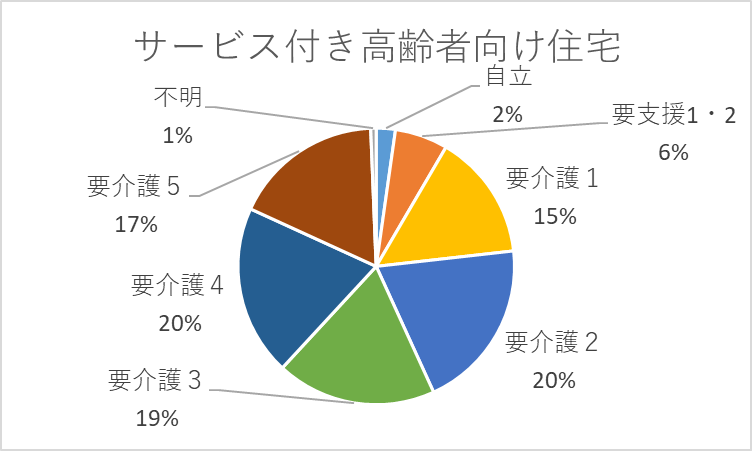 サービス付き高齢者向け住宅
自立
2%
要支援1・2
6%
要介護１
15%
要介護２
20%
要介護３
19%
要介護４
20%
要介護５
17%
不明
1%